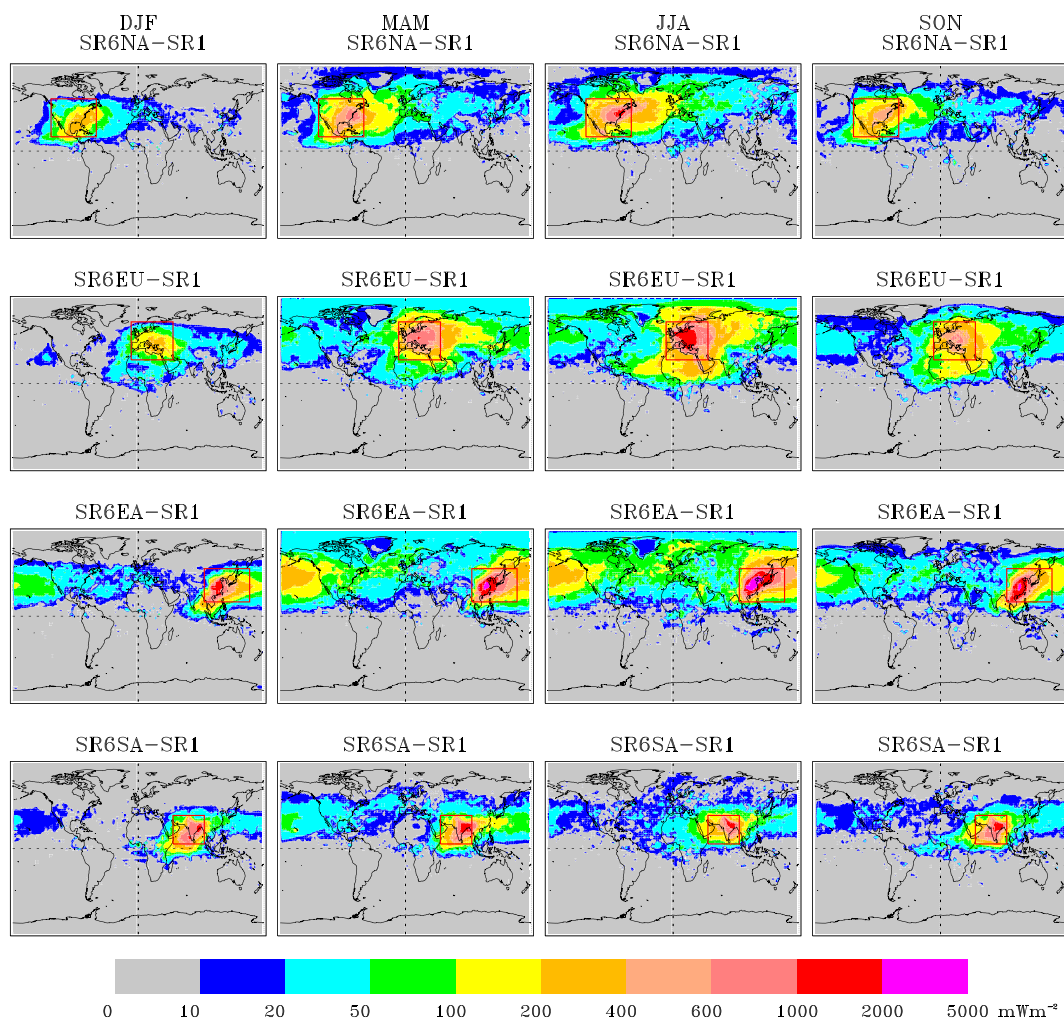 DJF MAM JJA SON
SR6NA-SR1 SR6NA-SR1 SR6NA-SR1 SR6NA-SR1
SR6EU-SR1 SR6EU-SR1 SR6EU-SR1 SR6EU-SR1
SR6EA-SR1 SR6EA-SR1 SR6EA-SR1 SR6EA-SR1
SR6SA-SR1 SR6SA-SR1 SR6SA-SR1 SR6SA-SR1
0 10 20 50 100 200 400 600 1000 2000 5000 mWm⁻²